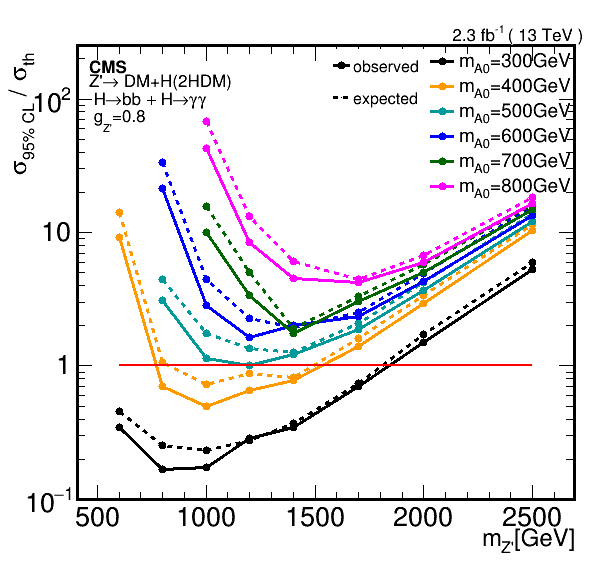 2.3 fb⁻¹ ( 13 TeV )
CMS
Z'→ DM+H(2HDM)
H→bb + H→γγ
g_Z'=0.8
observed
expected
m_A0=300GeV
m_A0=400GeV
m_A0=500GeV
m_A0=600GeV
m_A0=700GeV
m_A0=800GeV
σ_95% CL / σ_th
10²
10
1
10⁻¹
500 1000 1500 2000 2500
m_Z'[GeV]